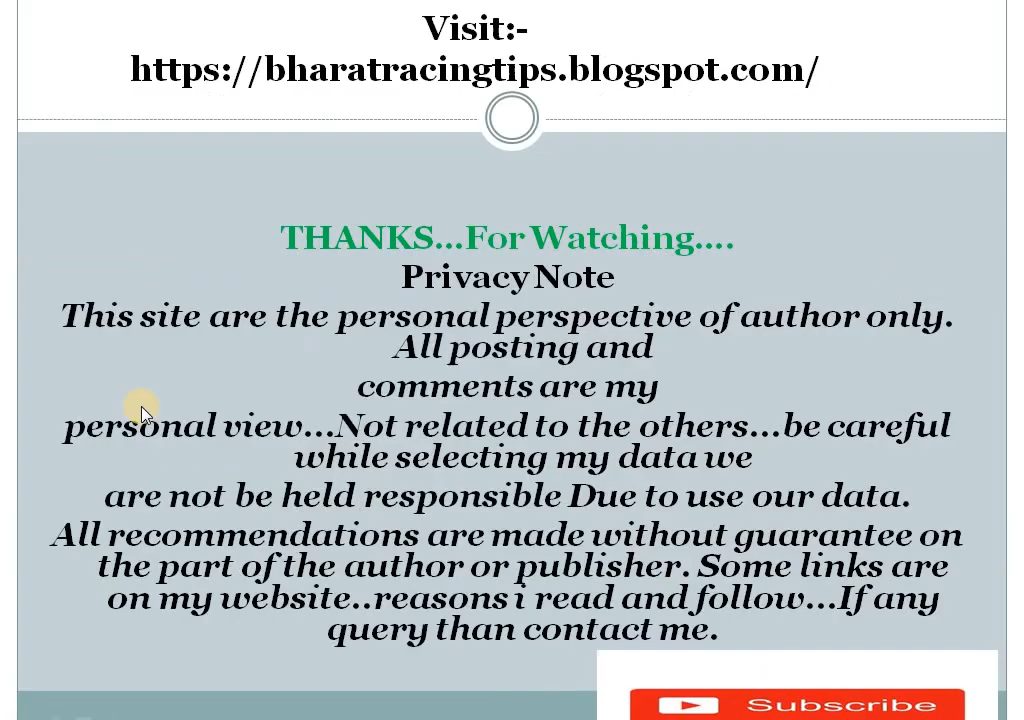 Visit:-
https://bharatracingtips.blogspot.com/
THANKS...For Watching....
Privacy Note
This site are the personal perspective of author only.
All posting and
comments are my
personal view...Not related to the others...be careful
while selecting my data we
are not be held responsible Due to use our data.
All recommendations are made without guarantee on
the part of the author or publisher. Some links are
on my website..reasons i read and follow...If any
query than contact me.
Subscribe